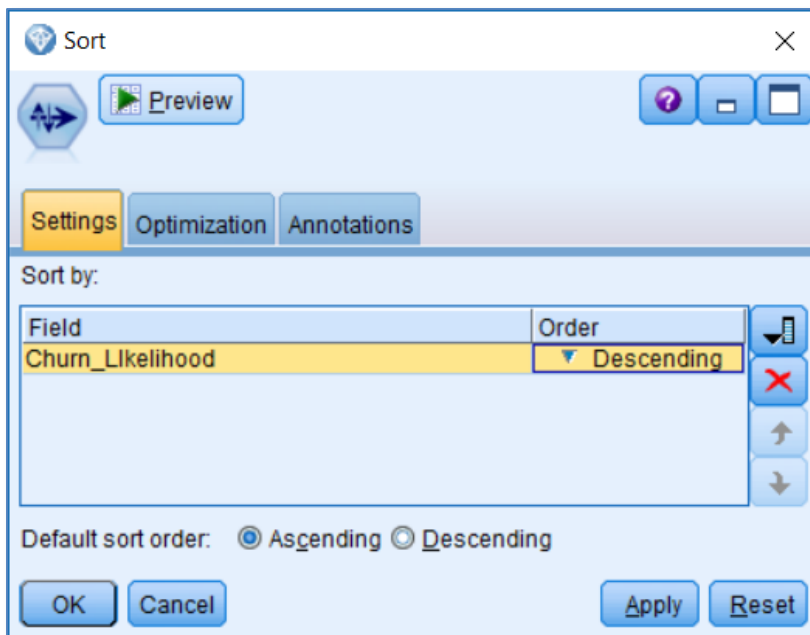 Sort
Preview
Settings Optimization Annotations
Sort by:
Field Order
Churn_LIkelihood Descending
Default sort order: Ascending Descending
OK Cancel Apply Reset